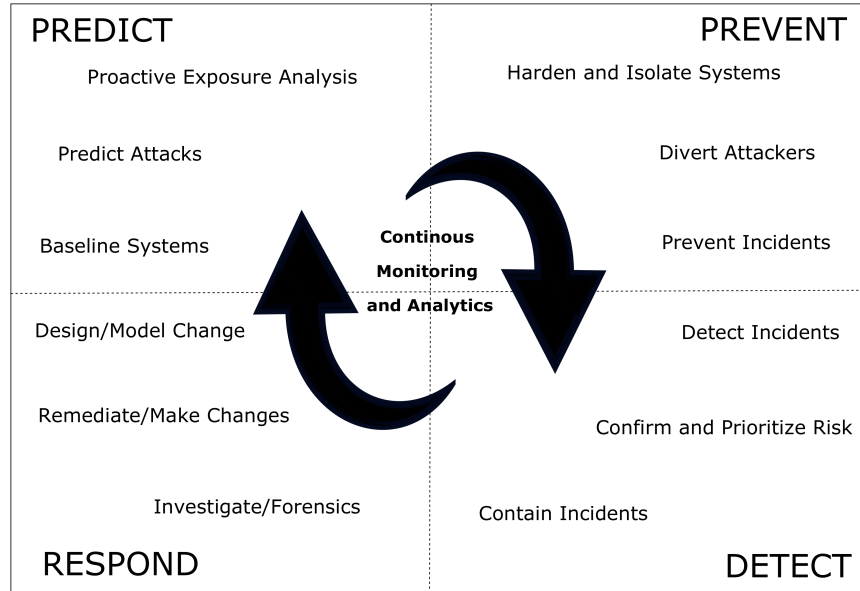 PREDICT
Proactive Exposure Analysis
Predict Attacks
Baseline Systems
PREVENT
Harden and Isolate Systems
Divert Attackers
Prevent Incidents
Continous
Monitoring
and Analytics
Design/Model Change
Remediate/Make Changes
Investigate/Forensics
RESPOND
Detect Incidents
Confirm and Prioritize Risk
Contain Incidents
DETECT